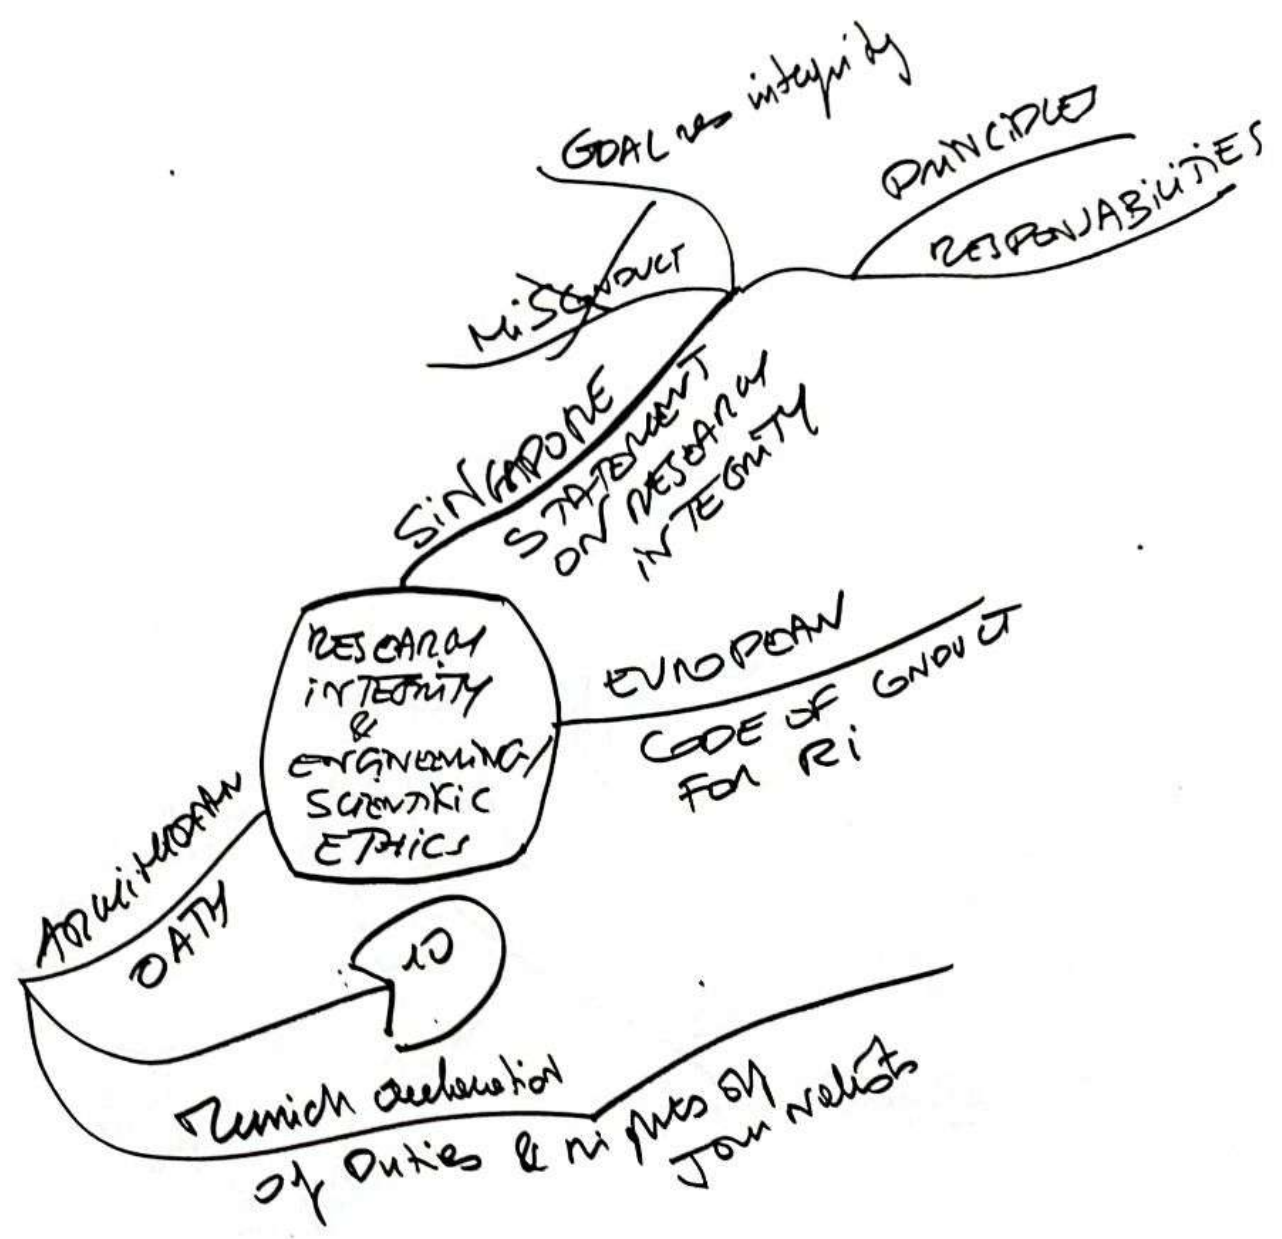 GOAL res integrity
PRINCIPLES
RESPONSABILITIES
MISCONDUCT
SINGAPORE
STATEMENT
ON RESEARCH
INTEGRITY
RESEARCH
INTEGRITY
&
ENGINEERING/
SCIENTIFIC
ETHICS
EUROPEAN
CODE OF CONDUCT
FOR Ri
ARCHIMEDEAN
OATH
10
Munich declaration
of Duties & rights of
Journalists